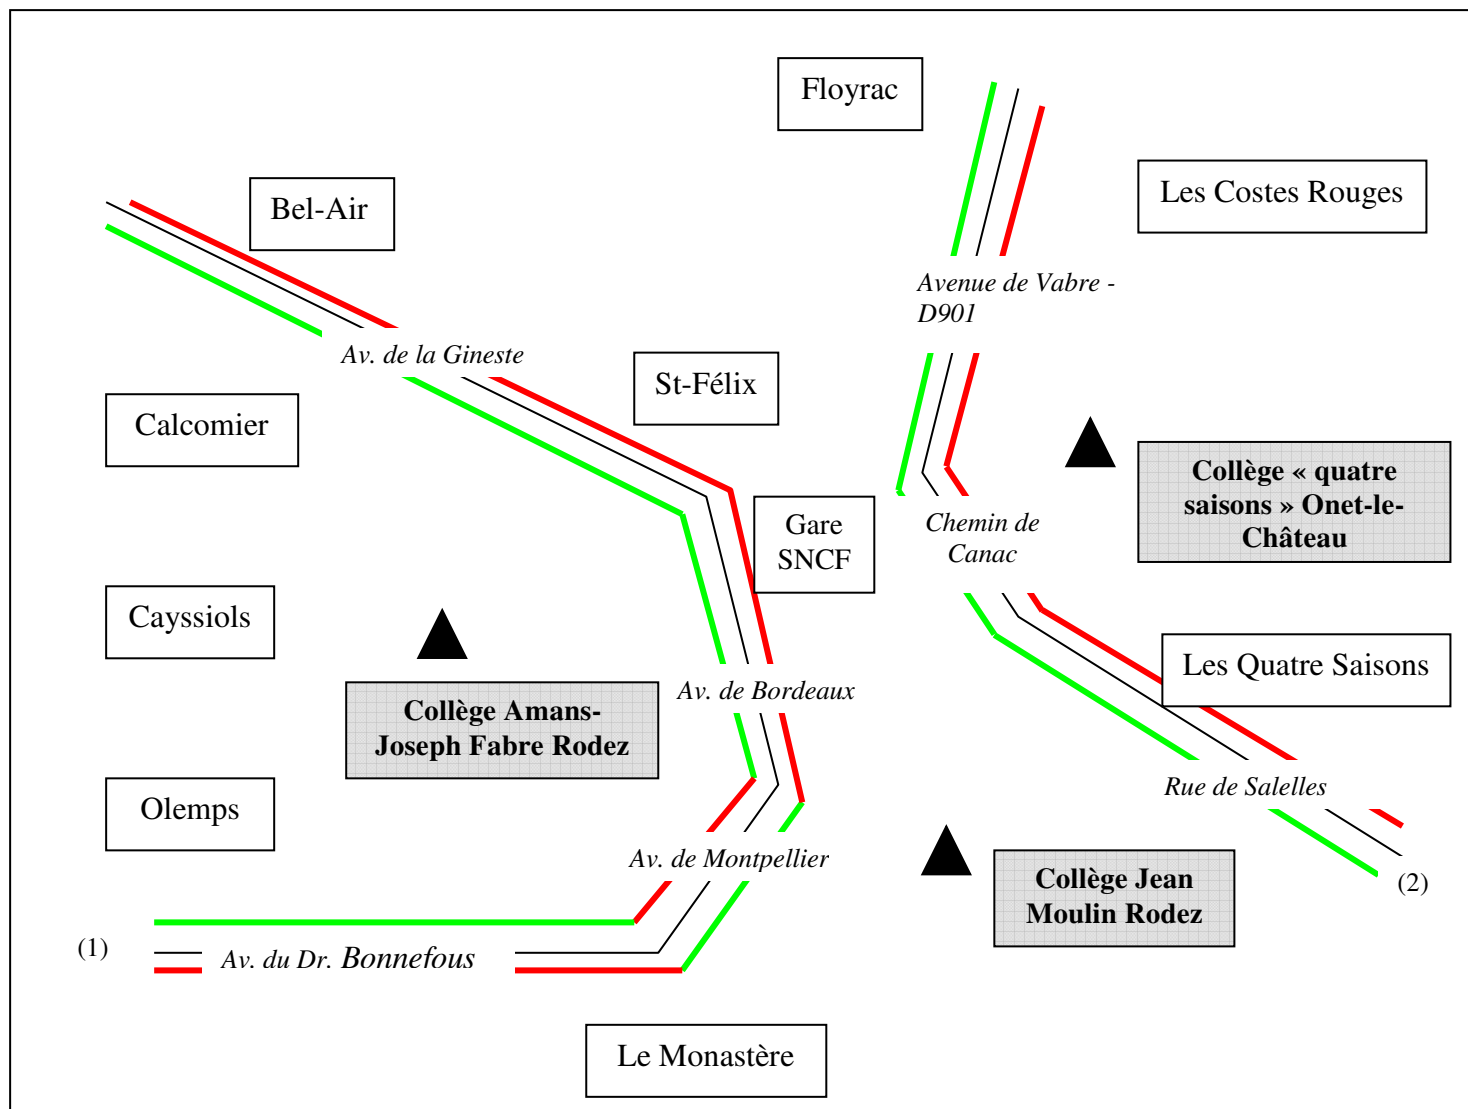 Floyrac
Les Costes Rouges
Bel-Air
Avenue de Vabre -
D901
Av. de la Gineste
St-Félix
Calcomier
Collège « quatre
saisons » Onet-le-
Château
Gare
SNCF
Chemin de
Canac
Cayssiols
Les Quatre Saisons
Av. de Bordeaux
Collège Amans-
Joseph Fabre Rodez
Rue de Salelles
Olemps
Av. de Montpellier
Collège Jean
Moulin Rodez
(2)
(1)
Av. du Dr. Bonnefous
Le Monastère